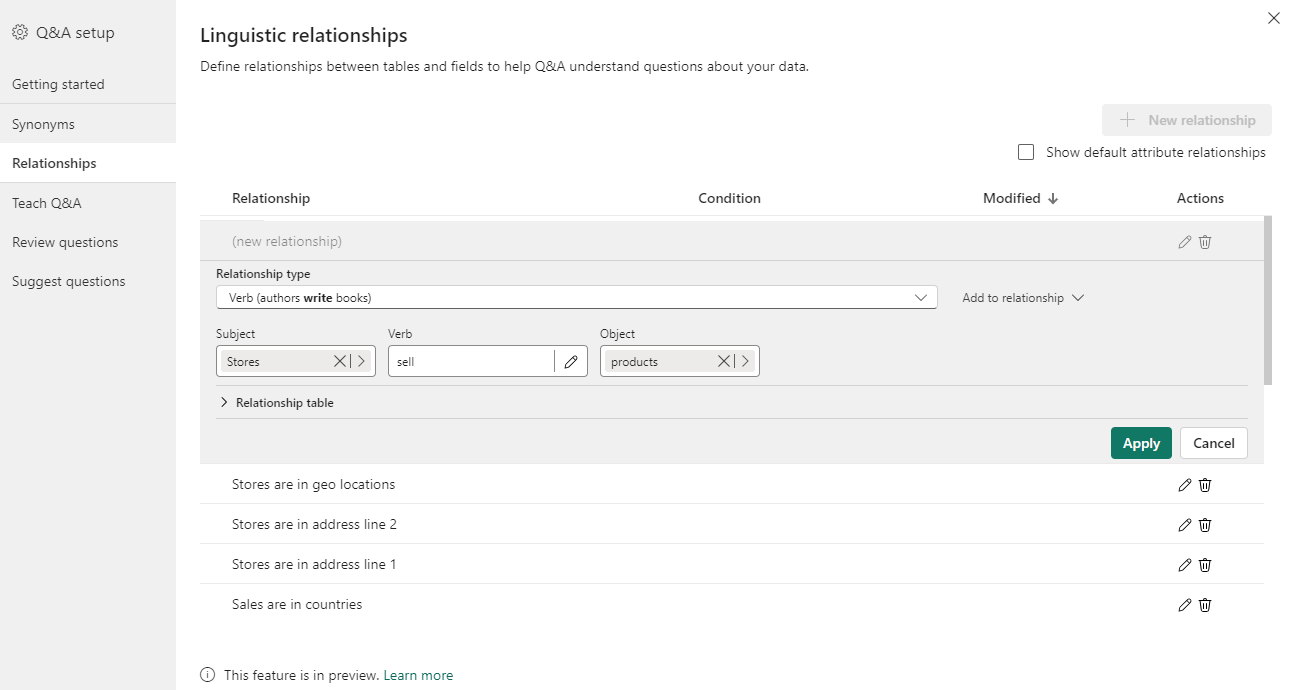 Q&A setup
Getting started
Synonyms
Relationships
Teach Q&A
Review questions
Suggest questions
Linguistic relationships
Define relationships between tables and fields to help Q&A understand questions about your data.
New relationship
Show default attribute relationships
Relationship Condition Modified Actions
(new relationship)
Relationship type
Verb (authors write books) Add to relationship
Subject Verb Object
Stores sell products
Relationship table
Apply Cancel
Stores are in geo locations
Stores are in address line 2
Stores are in address line 1
Sales are in countries
This feature is in preview. Learn more